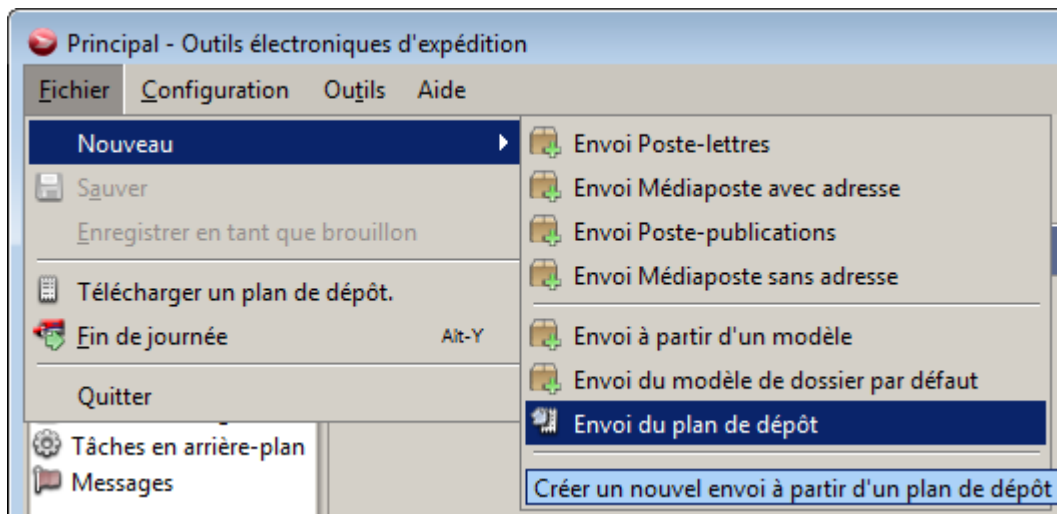 Principal - Outils électroniques d'expédition
Fichier Configuration Outils Aide
Nouveau
Sauver
Enregistrer en tant que brouillon
Télécharger un plan de dépôt.
Fin de journée Alt-Y
Quitter
Envoi Poste-lettres
Envoi Médiaposte avec adresse
Envoi Poste-publications
Envoi Médiaposte sans adresse
Envoi à partir d'un modèle
Envoi du modèle de dossier par défaut
Envoi du plan de dépôt
Créer un nouvel envoi à partir d'un plan de dépôt
Tâches en arrière-plan
Messages